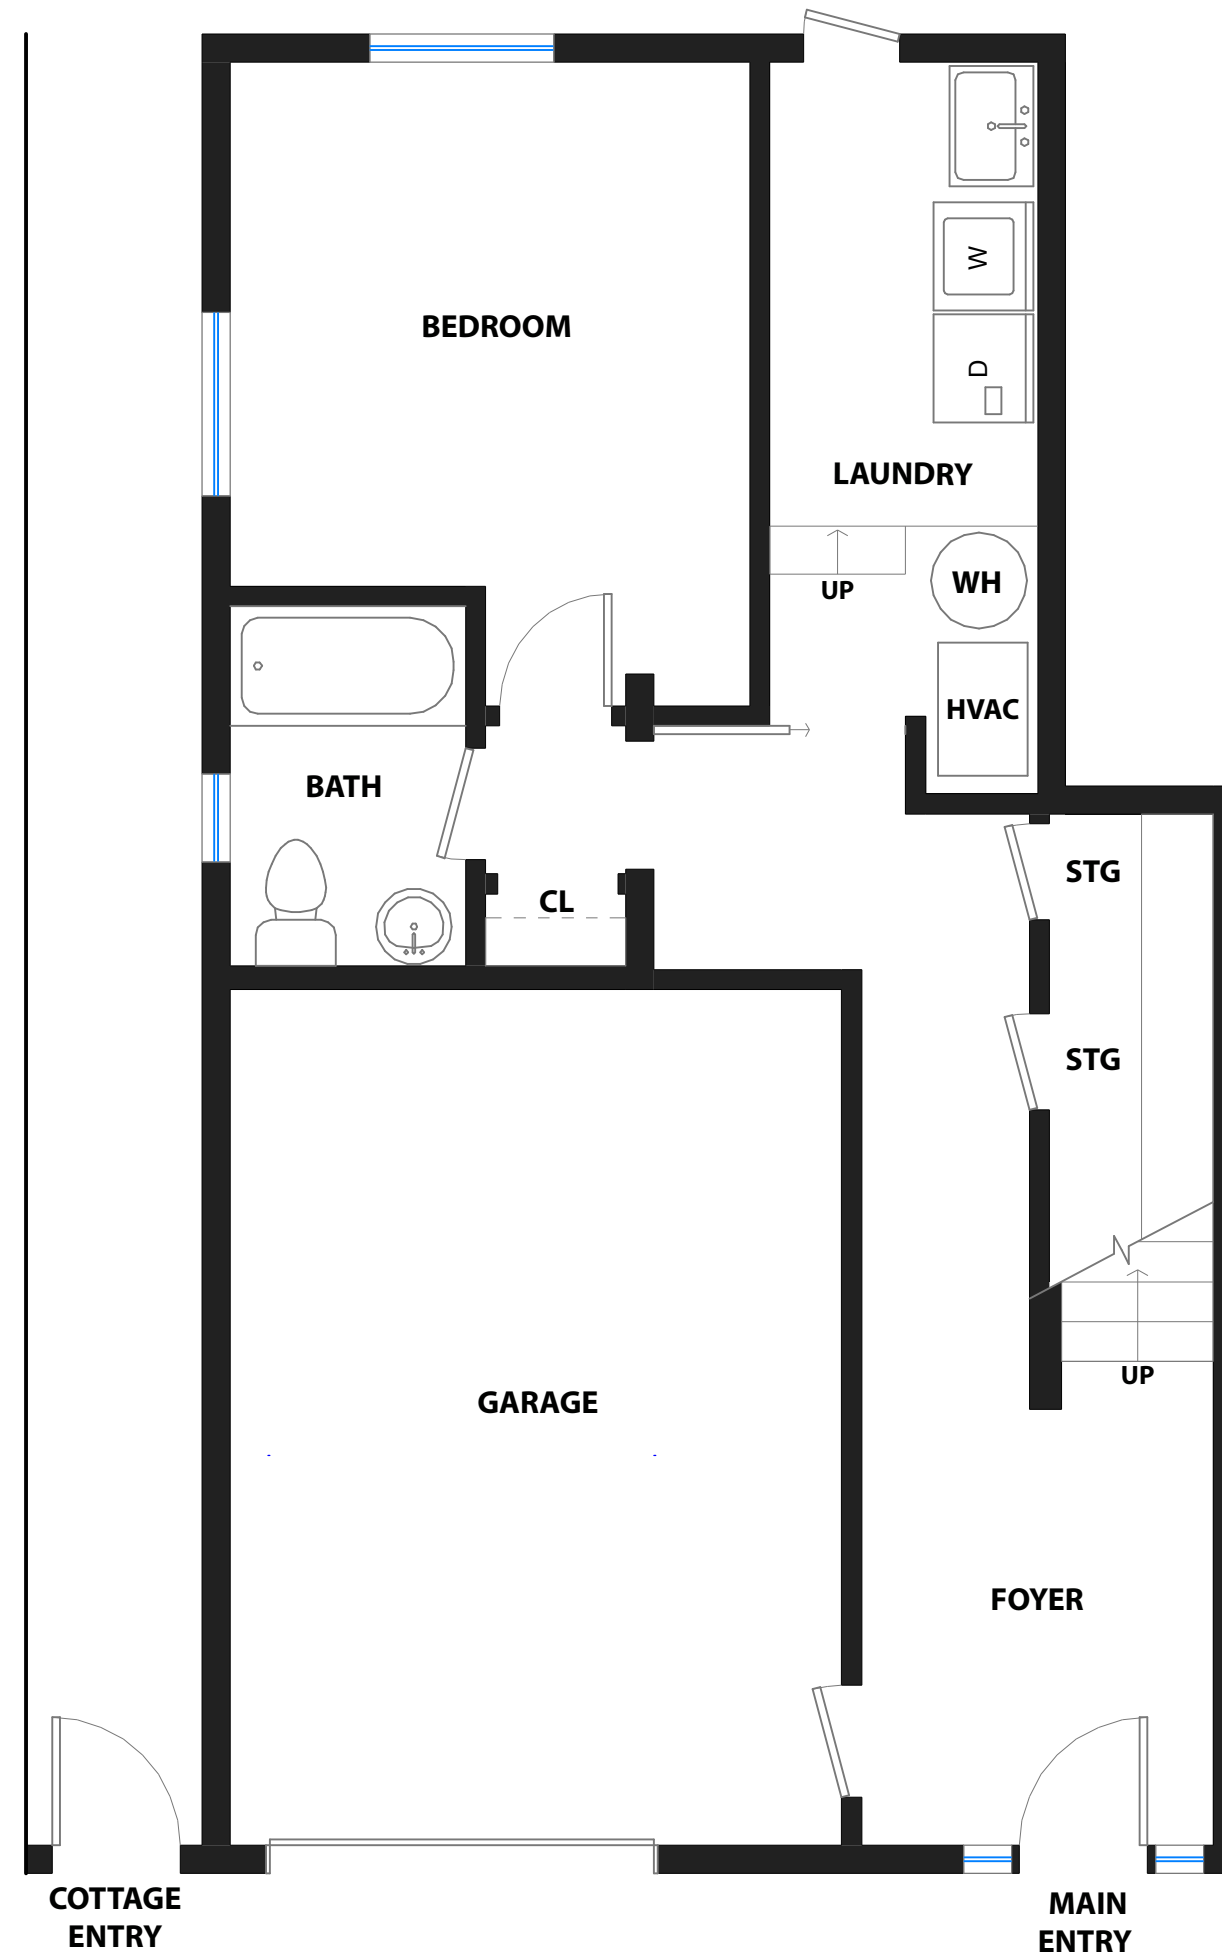 W
BEDROOM
D
LAUNDRY
UP
WH
HVAC
BATH
STG
CL
STG
UP
GARAGE
FOYER
COTTAGE
ENTRY
MAIN
ENTRY